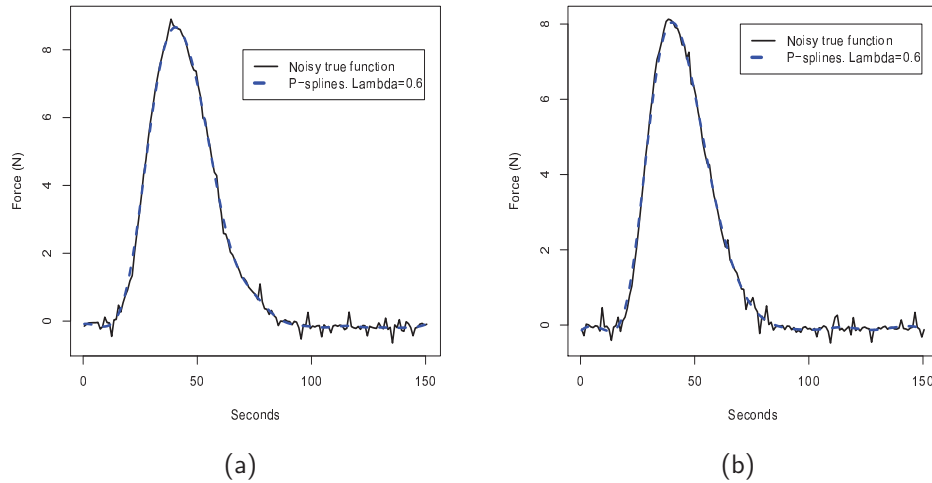 Noisy true function
P−splines. Lambda=0.6
Force (N)
8
6
4
2
0
0 50 100 150
Seconds
(a)
Noisy true function
P−splines. Lambda=0.6
Force (N)
8
6
4
2
0
0 50 100 150
Seconds
(b)